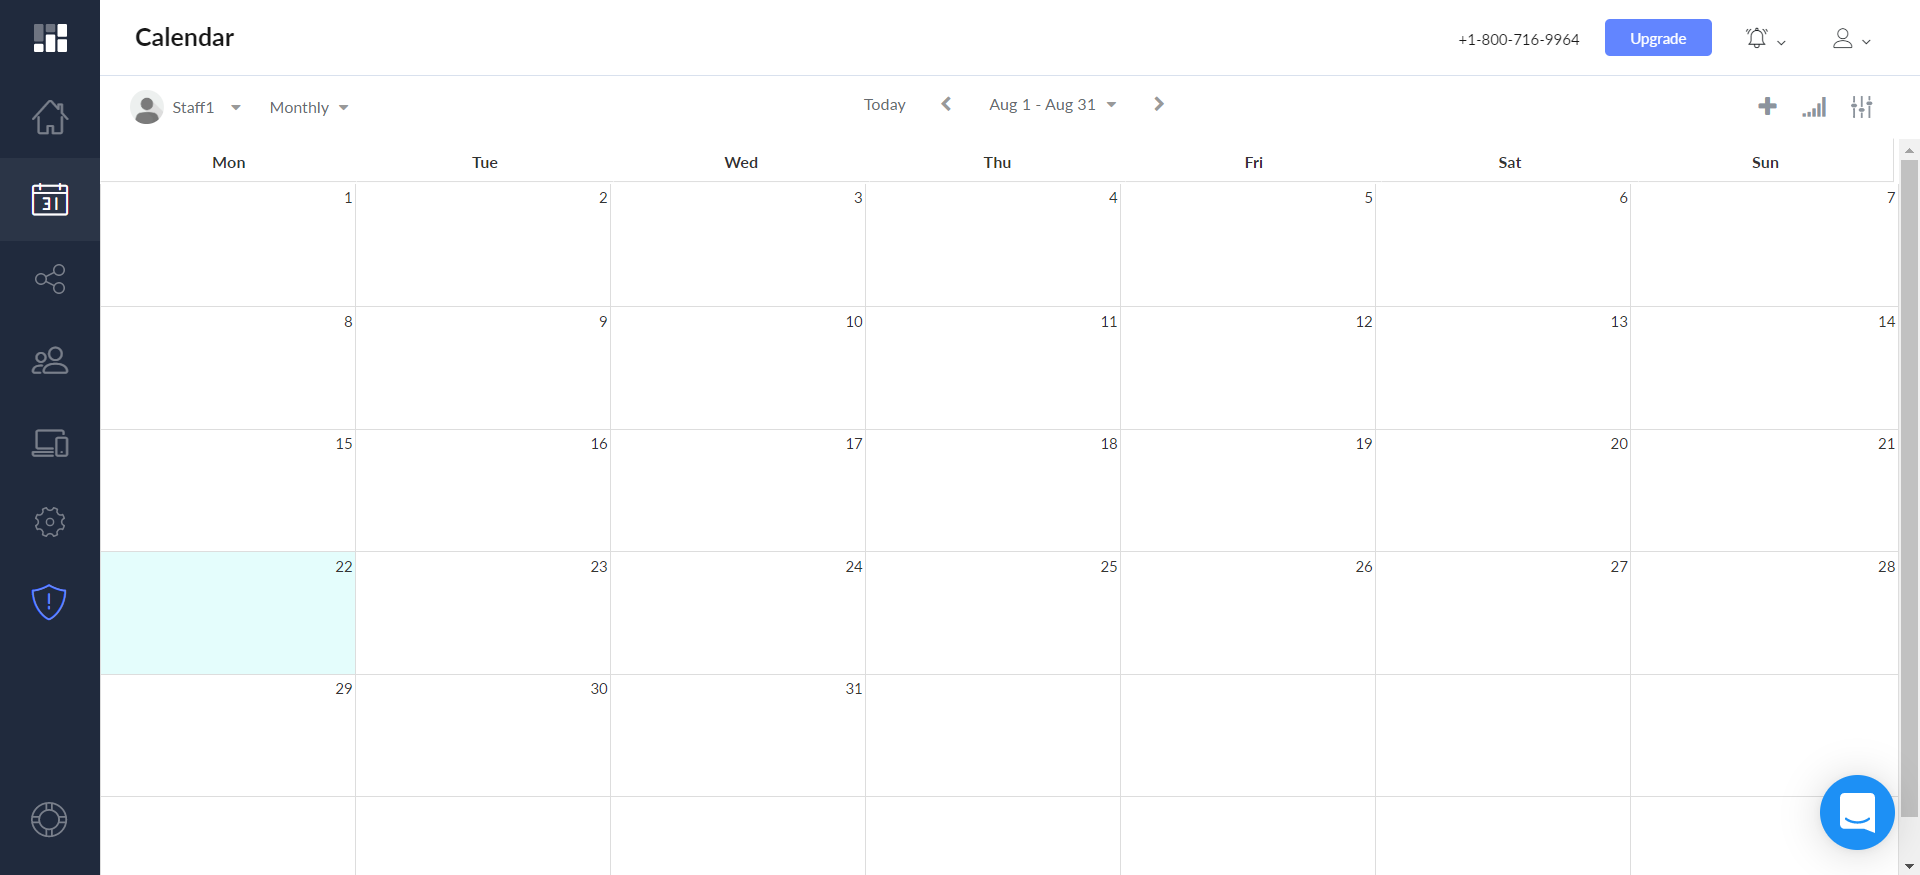 Calendar
+1-800-716-9964
Upgrade
Staff1
Monthly
Today
Aug 1 - Aug 31
Mon Tue Wed Thu Fri Sat Sun
1 2 3 4 5 6 7
31
8 9 10 11 12 13 14
15 16 17 18 19 20 21
22 23 24 25 26 27 28
29 30 31